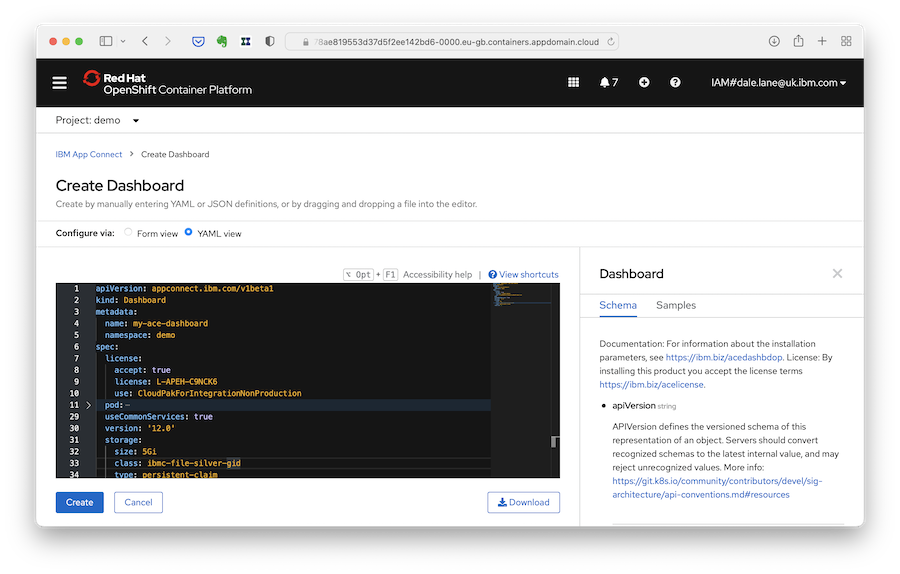 78ae819553d37d5f2ee142bd6-0000.eu-gb.containers.appdomain.cloud
Red Hat
OpenShift Container Platform
7
IAM#dale.lane@uk.ibm.com
Project: demo
IBM App Connect > Create Dashboard
Create Dashboard
Create by manually entering YAML or JSON definitions, or by dragging and dropping a file into the editor.
Configure via: Form view YAML view
⌥ Opt + F1 Accessibility help | View shortcuts
1 apiVersion: appconnect.ibm.com/v1beta1
2 kind: Dashboard
3 metadata:
4 name: my-ace-dashboard
5 namespace: demo
6 spec:
7 license:
8 accept: true
9 license: L-APEH-C9NCK6
10 use: CloudPakForIntegrationNonProduction
11 > pod:–
29 useCommonServices: true
30 version: '12.0'
31 storage:
32 size: 5Gi
33 class: ibmc-file-silver-gid
34 type: persistent-claim
Create Cancel Download
Dashboard
Schema Samples
Documentation: For information about the installation
parameters, see https://ibm.biz/acedashbdop. License: By
installing this product you accept the license terms
https://ibm.biz/acelicense.
• apiVersion string
APIVersion defines the versioned schema of this
representation of an object. Servers should convert
recognized schemas to the latest internal value, and may
reject unrecognized values. More info:
https://git.k8s.io/community/contributors/devel/sig-
architecture/api-conventions.md#resources